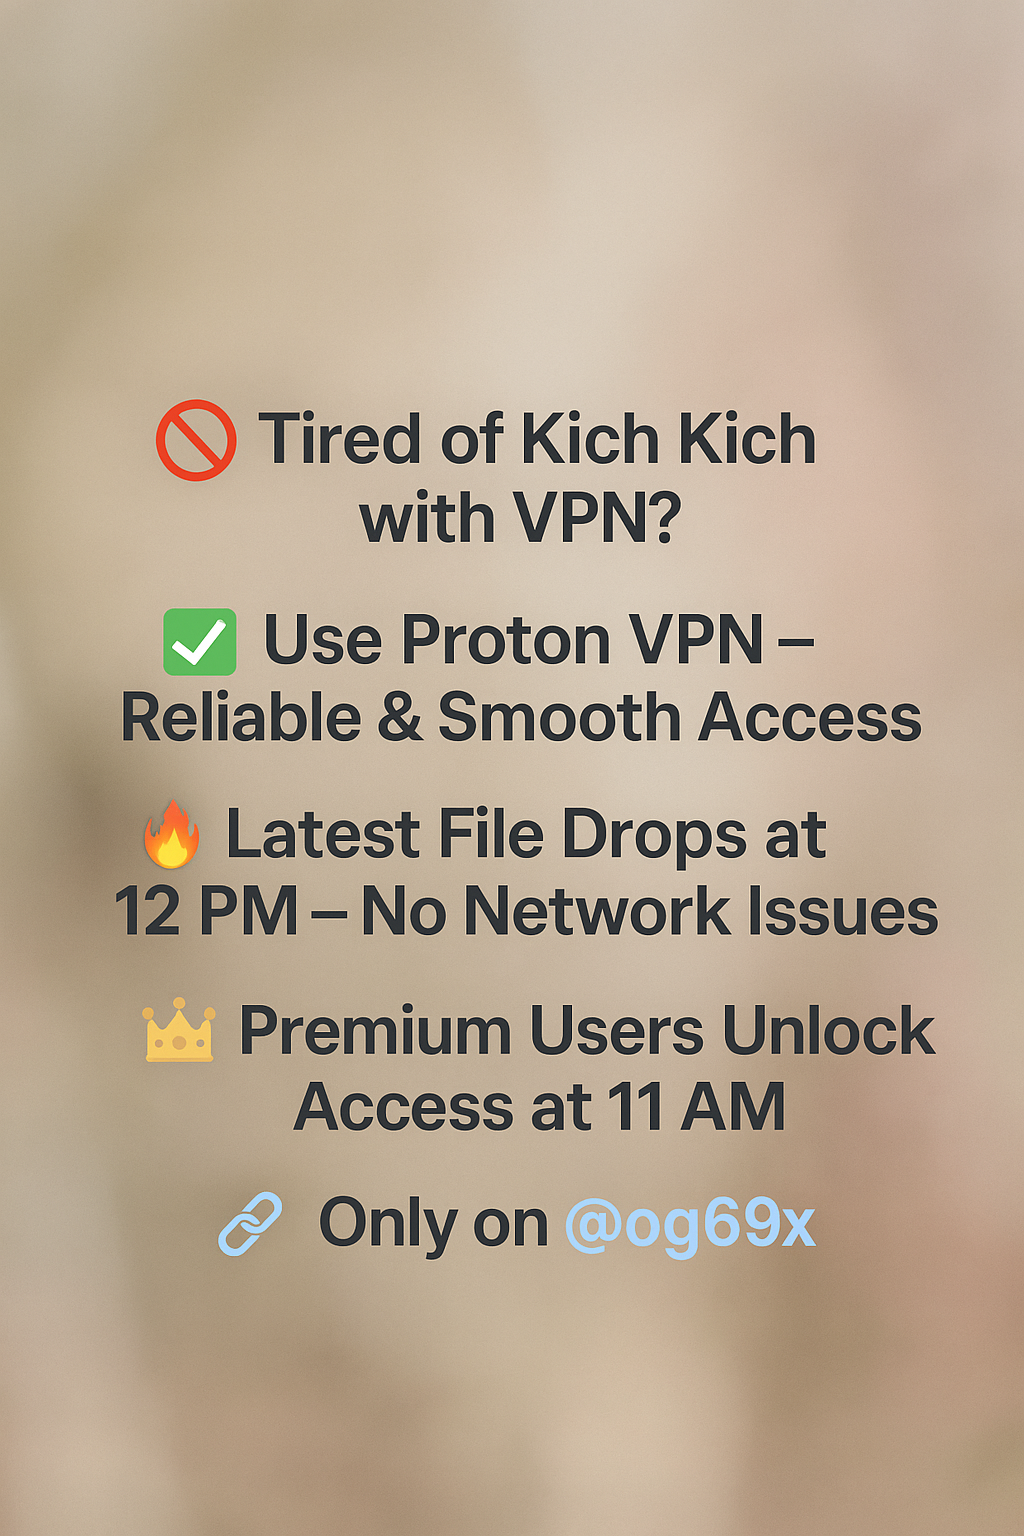 🚫 Tired of Kich Kich
with VPN?
✅ Use Proton VPN –
Reliable & Smooth Access
🔥 Latest File Drops at
12 PM – No Network Issues
👑 Premium Users Unlock
Access at 11 AM
🔗 Only on @og69x